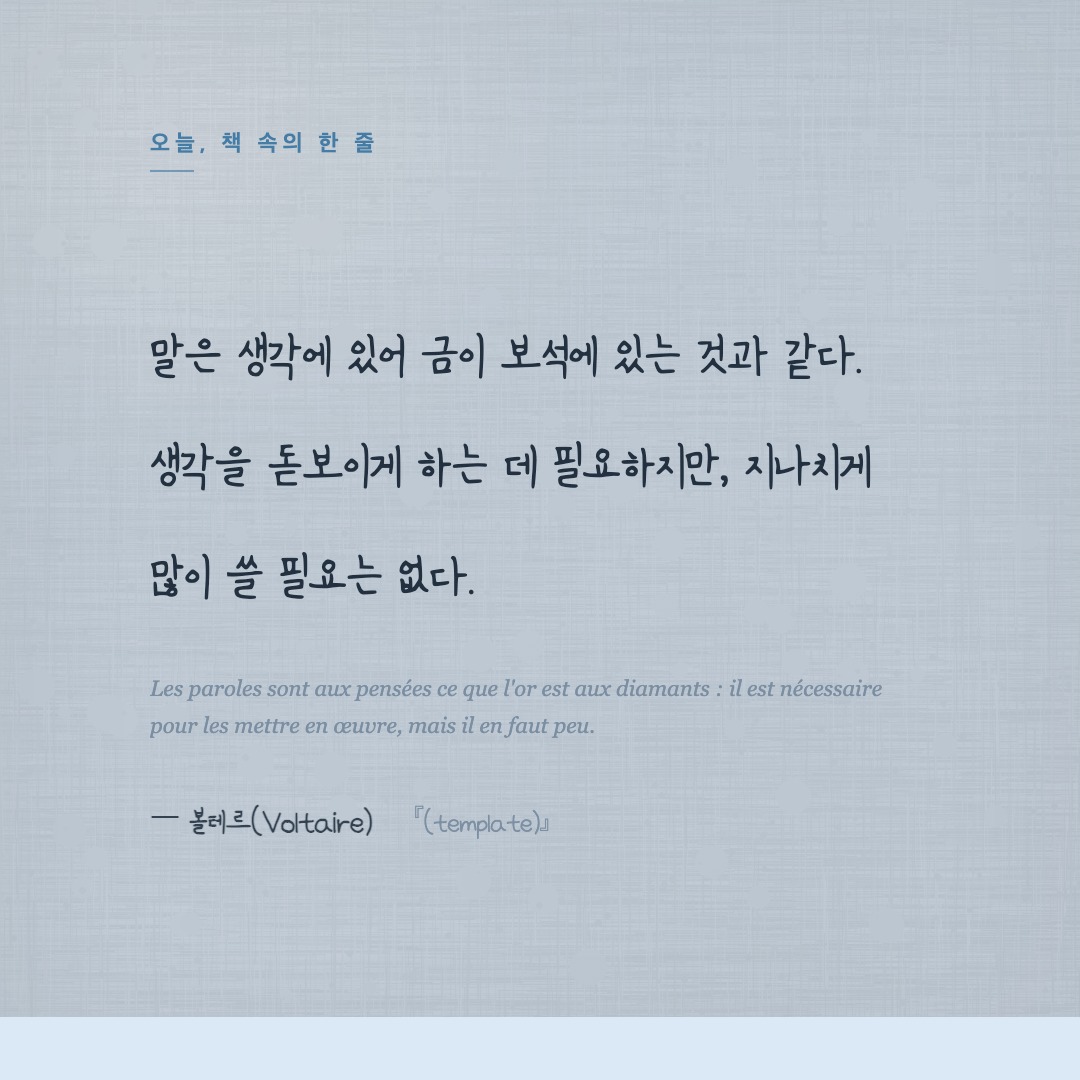 오늘, 책 속의 한 줄
말은 생각에 있어 금이 보석에 있는 것과 같다.
생각을 돋보이게 하는 데 필요하지만, 지나치게
많이 쓸 필요는 없다.
Les paroles sont aux pensées ce que l'or est aux diamants : il est nécessaire
pour les mettre en œuvre, mais il en faut peu.
— 볼테르(Voltaire) 『(template)』